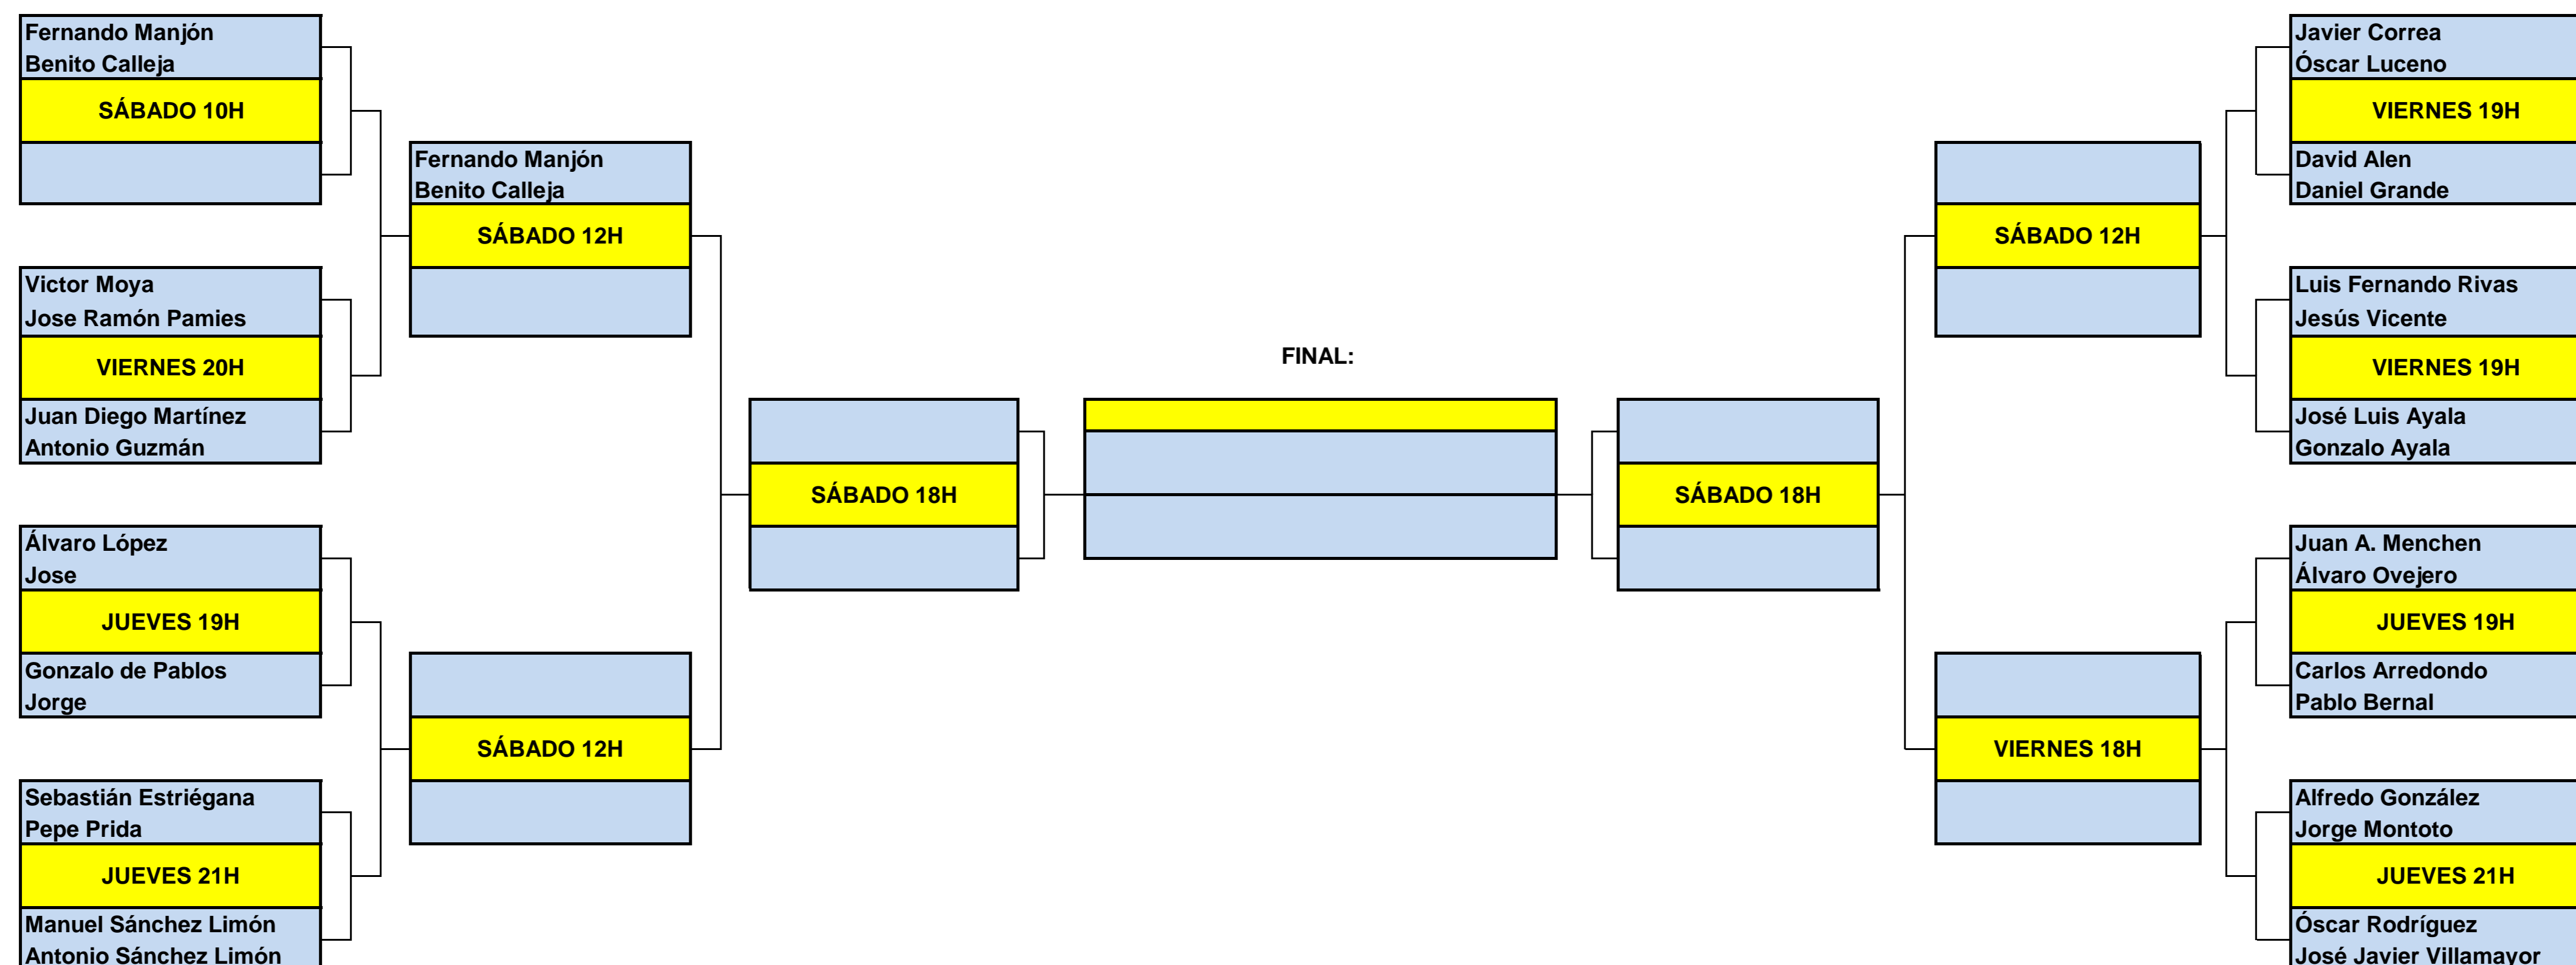 Fernando Manjón
Benito Calleja
SÁBADO 10H
Victor Moya
Jose Ramón Pamies
VIERNES 20H
Juan Diego Martínez
Antonio Guzmán
Álvaro López
Jose
JUEVES 19H
Gonzalo de Pablos
Jorge
Sebastián Estriégana
Pepe Prida
JUEVES 21H
Manuel Sánchez Limón
Antonio Sánchez Limón
Fernando Manjón
Benito Calleja
SÁBADO 12H
SÁBADO 12H
SÁBADO 18H
FINAL:
SÁBADO 18H
SÁBADO 12H
VIERNES 18H
Javier Correa
Óscar Luceno
VIERNES 19H
David Alen
Daniel Grande
Luis Fernando Rivas
Jesús Vicente
VIERNES 19H
José Luis Ayala
Gonzalo Ayala
Juan A. Menchen
Álvaro Ovejero
JUEVES 19H
Carlos Arredondo
Pablo Bernal
Alfredo González
Jorge Montoto
JUEVES 21H
Óscar Rodríguez
José Javier Villamayor